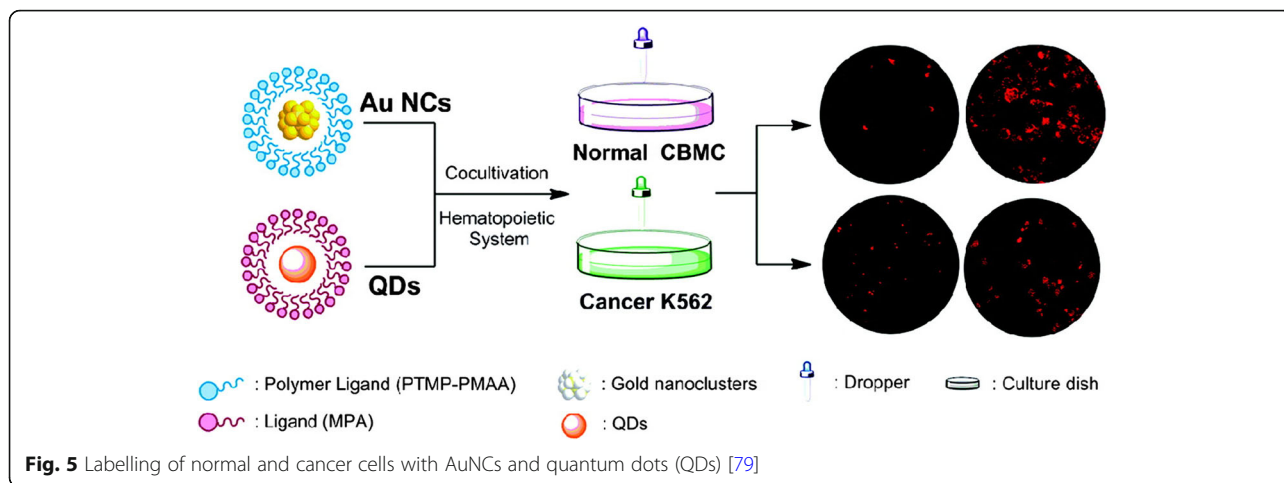 Au NCs
QDs
Cocultivation
Hematopoietic
System
Normal CBMC
Cancer K562
: Polymer Ligand (PTMP-PMAA)
: Gold nanoclusters
: Dropper
: Culture dish
: Ligand (MPA)
: QDs
Fig. 5 Labelling of normal and cancer cells with AuNCs and quantum dots (QDs) [79]